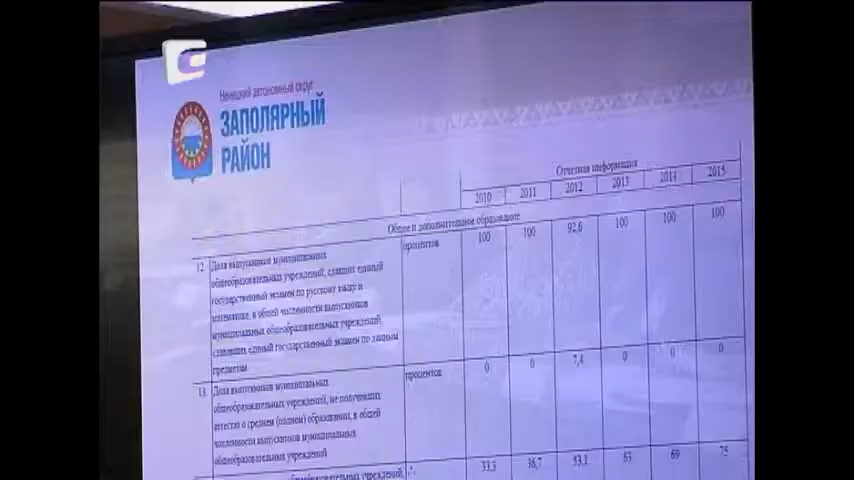 Ненецкий автономный округ
ЗАПОЛЯРНЫЙ
РАЙОН
Отчетная информация
2010 2011 2012 2013 2014 2015
Общее и дополнительное образование
12. Доля выпускников муниципальных общеобразовательных учреждений, сдавших единый государственный экзамен по русскому языку и математике, в общей численности выпускников муниципальных общеобразовательных учреждений, сдававших единый государственный экзамен по данным предметам процентов 100 100 92,6 100 100 100
13. Доля выпускников муниципальных общеобразовательных учреждений, не получивших аттестат о среднем (полном) образовании, в общей численности выпускников муниципальных общеобразовательных учреждений процентов 0 0 7,4 0 0 0
общеобразовательных учреждений, 33,3 36,7 53,1 63 69 75